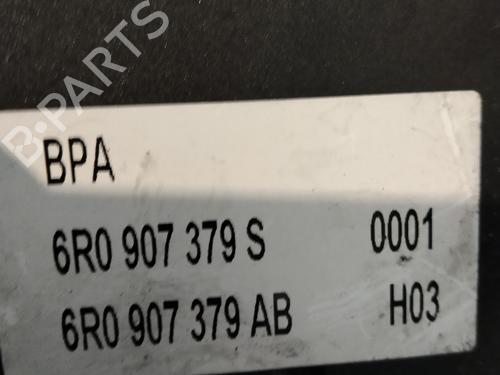 B-PARTS
BPA
6R0 907 379 S 0001
6R0 907 379 AB H03